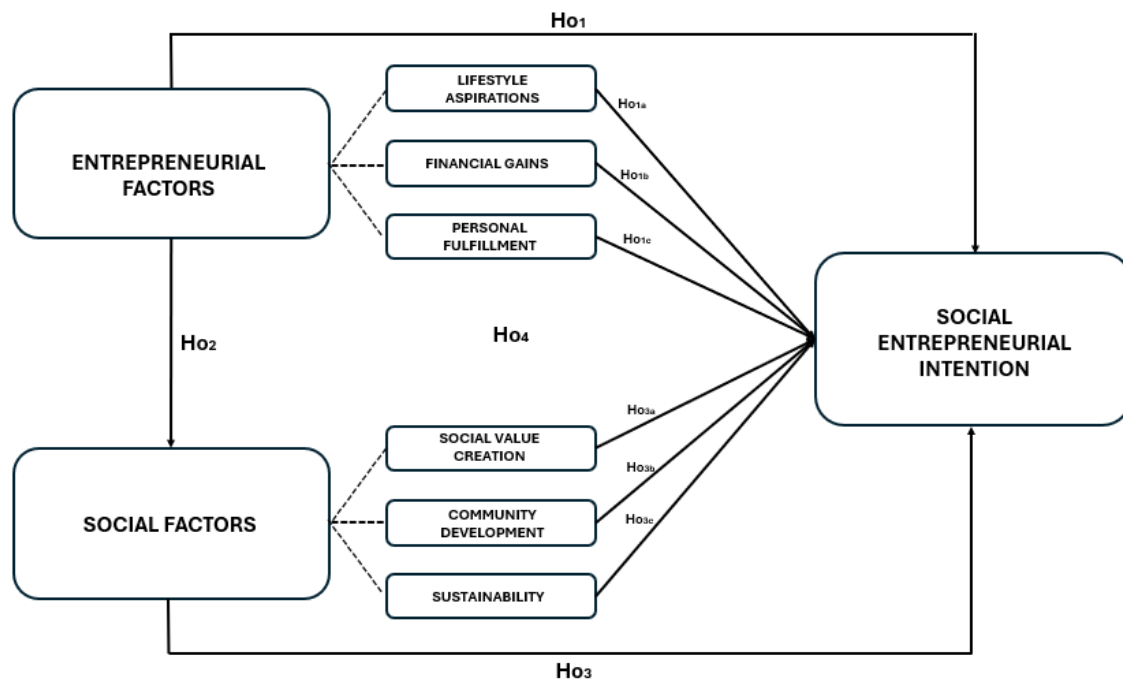 Ho1
LIFESTYLE
ASPIRATIONS
Ho1a
ENTREPRENEURIAL
FACTORS
FINANCIAL GAINS
Ho1b
PERSONAL
FULFILLMENT
Ho1c
SOCIAL
ENTREPRENEURIAL
INTENTION
Ho2
Ho4
SOCIAL VALUE
CREATION
Ho3a
SOCIAL FACTORS
COMMUNITY
DEVELOPMENT
Ho3b
Ho3c
SUSTAINABILITY
Ho3